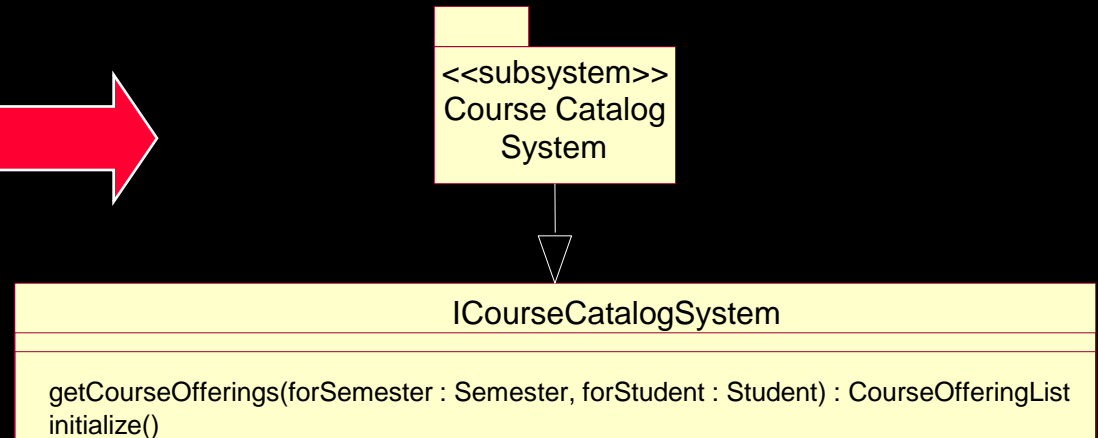 <<subsystem>>
Course Catalog
System
ICourseCatalogSystem
getCourseOfferings(forSemester : Semester, forStudent : Student) : CourseOfferingList
initialize()